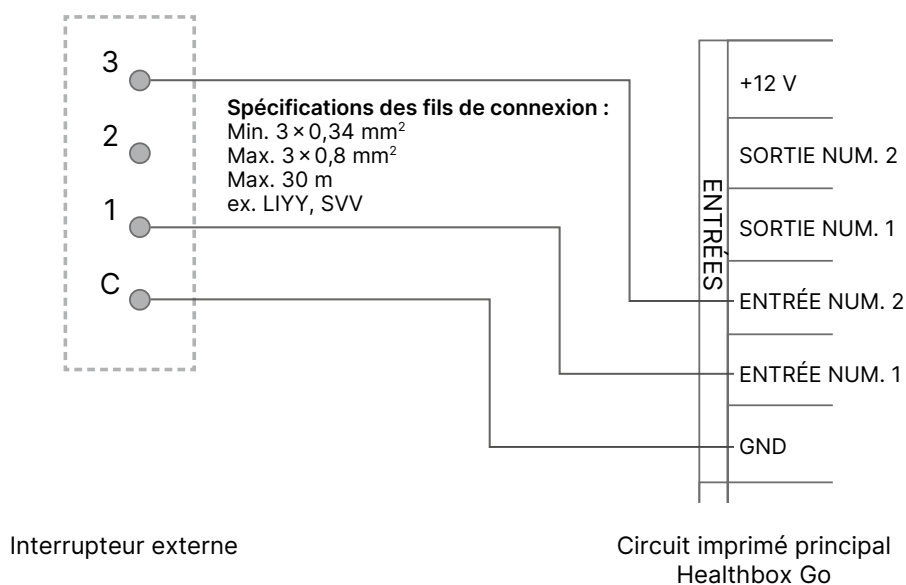 3
2
1
C
Spécifications des fils de connexion :
Min. 3 × 0,34 mm²
Max. 3 × 0,8 mm²
Max. 30 m
ex. LIYY, SVV
ENTRÉES
+12 V
SORTIE NUM. 2
SORTIE NUM. 1
ENTRÉE NUM. 2
ENTRÉE NUM. 1
GND
Interrupteur externe
Circuit imprimé principal
Healthbox Go